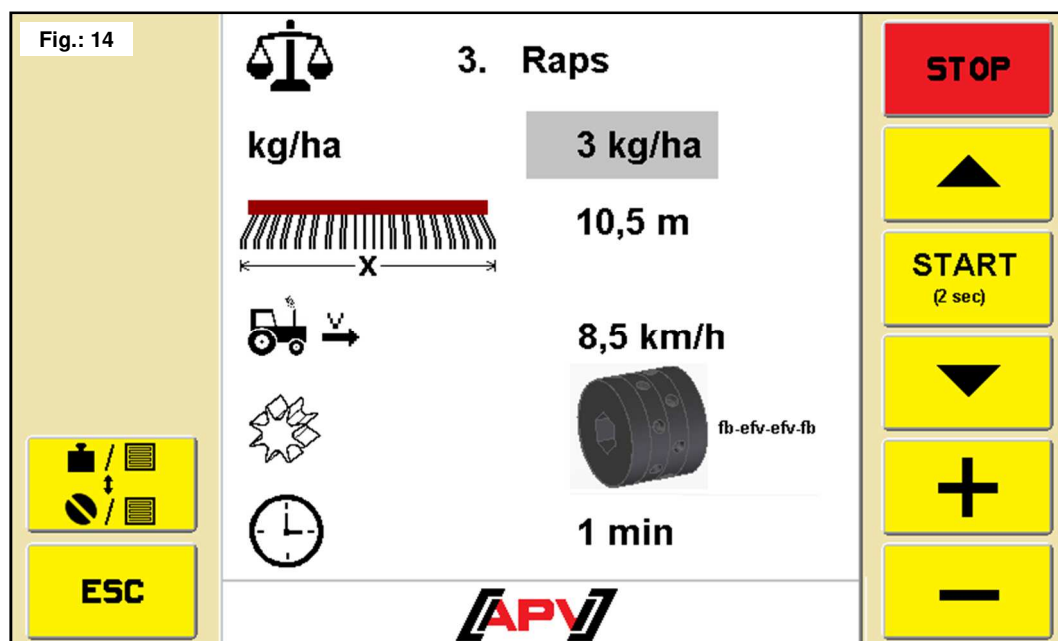 Fig.: 14
3. Raps
kg/ha 3 kg/ha
10,5 m
X
V
8,5 km/h
fb-efv-efv-fb
1 min
APV
/
/
ESC
STOP
START
(2 sec)
+
−